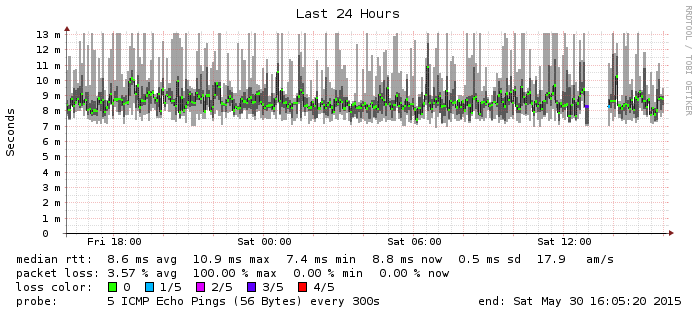 Last 24 Hours
RRDTOOL / TOBI OETIKER
Seconds
13 m
12 m
11 m
10 m
9 m
8 m
7 m
6 m
5 m
4 m
3 m
2 m
1 m
0
Fri 18:00 Sat 00:00 Sat 06:00 Sat 12:00
median rtt: 8.6 ms avg 10.9 ms max 7.4 ms min 8.8 ms now 0.5 ms sd 17.9 am/s
packet loss: 3.57 % avg 100.00 % max 0.00 % min 0.00 % now
loss color: 0 1/5 2/5 3/5 4/5
probe: 5 ICMP Echo Pings (56 Bytes) every 300s end: Sat May 30 16:05:20 2015